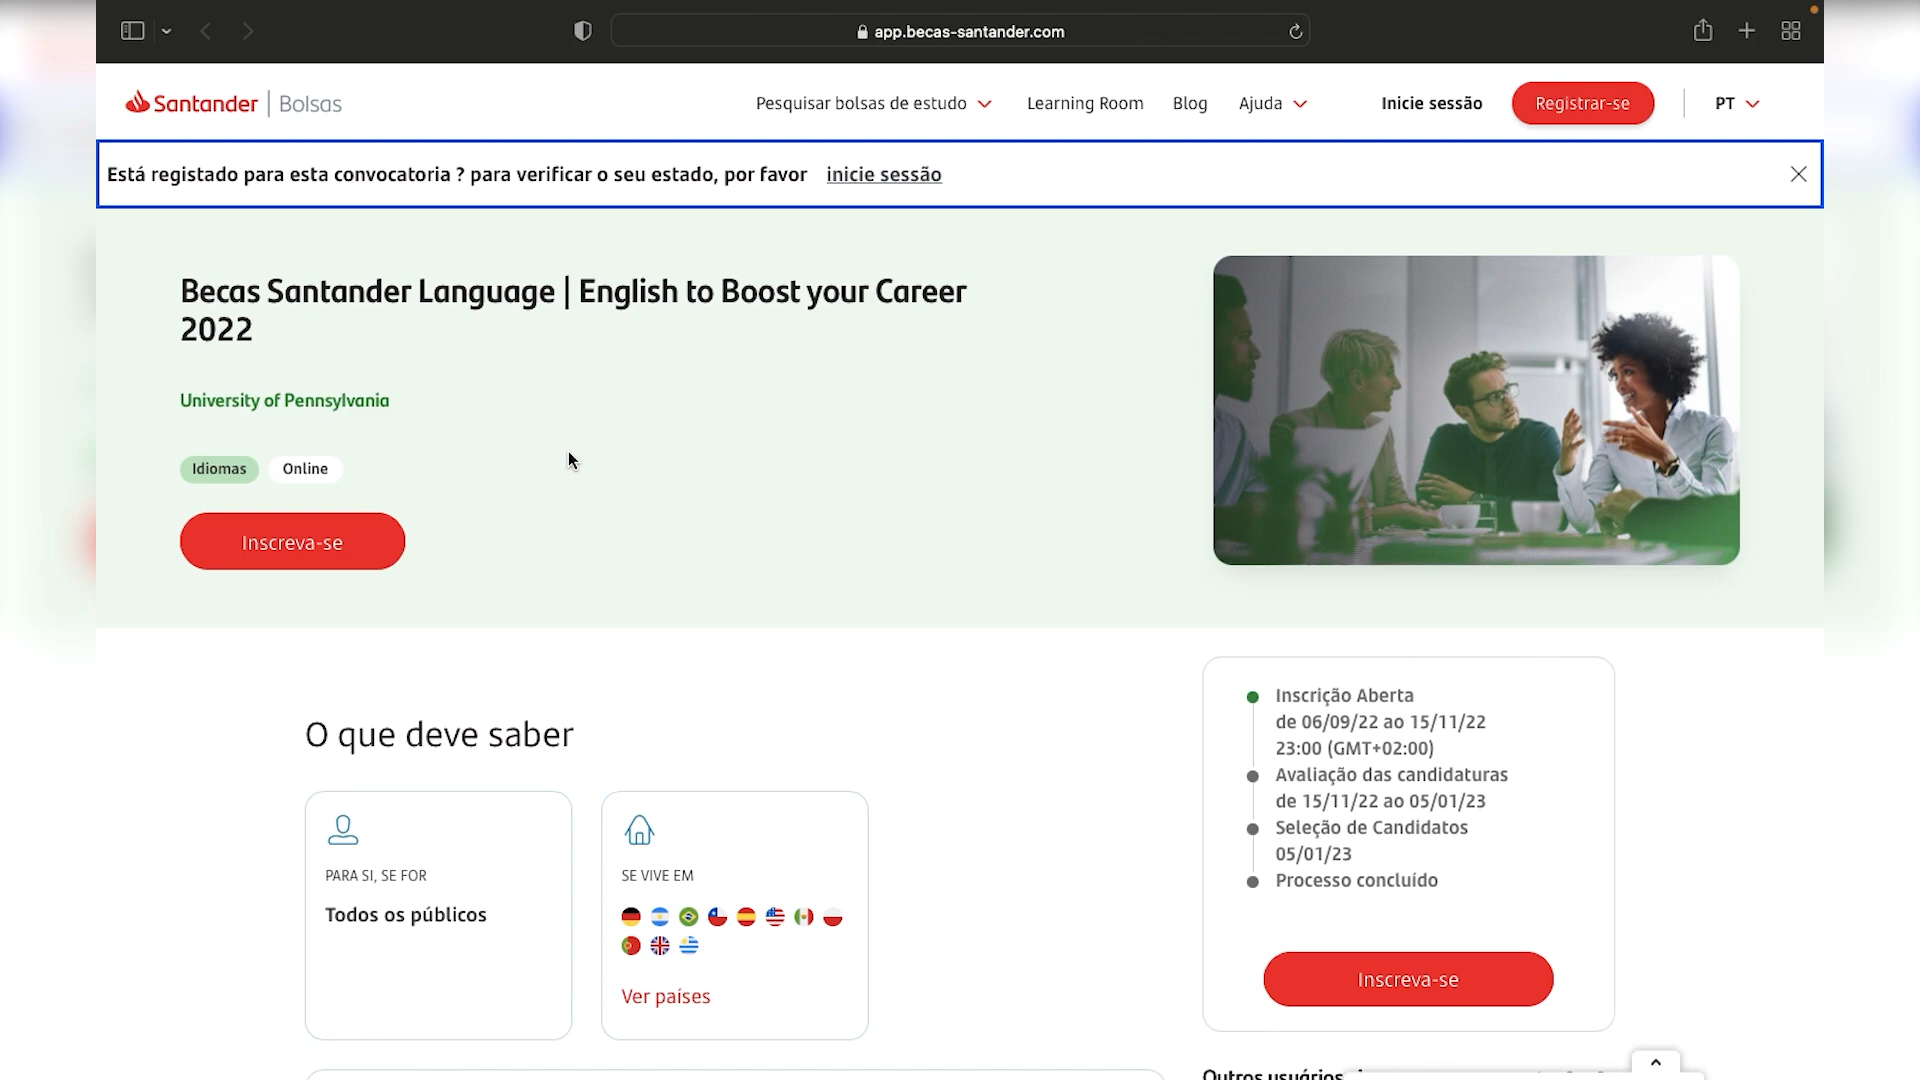 app.becas-santander.com
Santander | Bolsas
Pesquisar bolsas de estudo
Learning Room
Blog
Ajuda
Inicie sessão
Registrar-se
PT
Está registado para esta convocatoria ? para verificar o seu estado, por favor inicie sessão
Becas Santander Language | English to Boost your Career
2022
University of Pennsylvania
Idiomas
Online
Inscreva-se
O que deve saber
PARA SI, SE FOR
Todos os públicos
SE VIVE EM
Ver países
Inscrição Aberta
de 06/09/22 ao 15/11/22
23:00 (GMT+02:00)
Avaliação das candidaturas
de 15/11/22 ao 05/01/23
Seleção de Candidatos
05/01/23
Processo concluído
Inscreva-se
Outros usuários